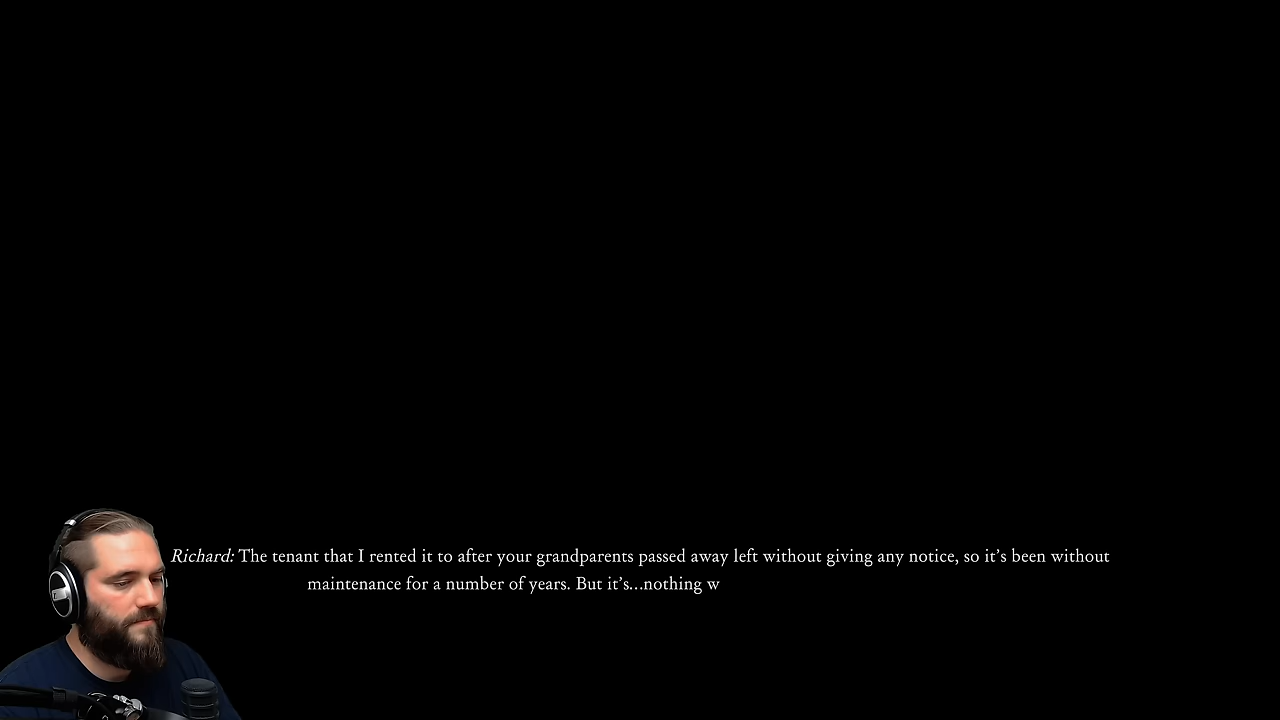 Richard: The tenant that I rented it to after your grandparents passed away left without giving any notice, so it's been without
maintenance for a number of years. But it's...nothing w